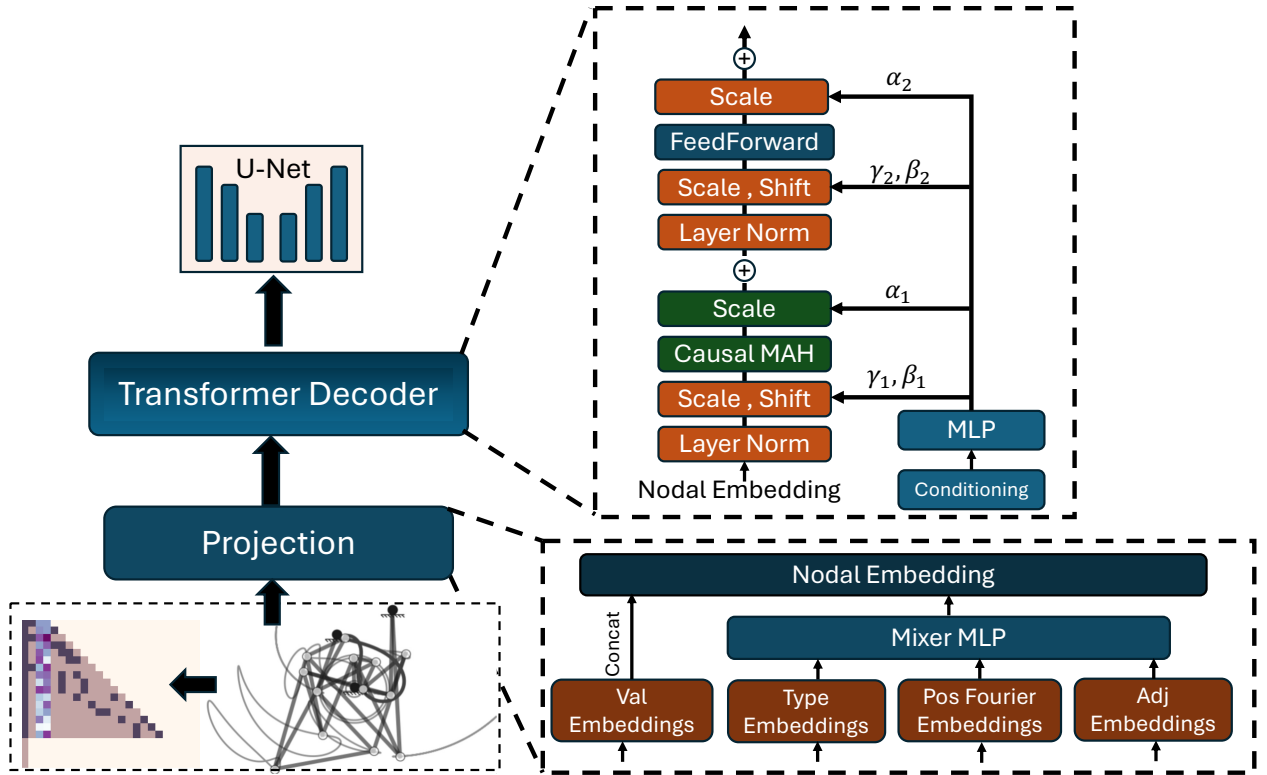 U-Net
Transformer Decoder
Projection
+
Scale
α₂
FeedForward
Scale , Shift
γ₂, β₂
Layer Norm
+
Scale
α₁
Causal MAH
Scale , Shift
γ₁, β₁
Layer Norm
MLP
Nodal Embedding
Conditioning
Nodal Embedding
Concat
Mixer MLP
Val
Embeddings
Type
Embeddings
Pos Fourier
Embeddings
Adj
Embeddings